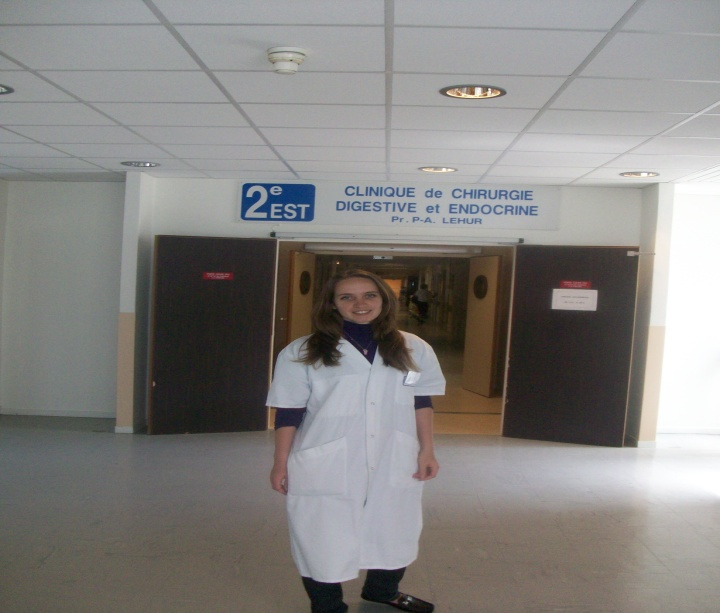 2e EST
CLINIQUE de CHIRURGIE
DIGESTIVE et ENDOCRINE
Pr. P-A. LEHUR